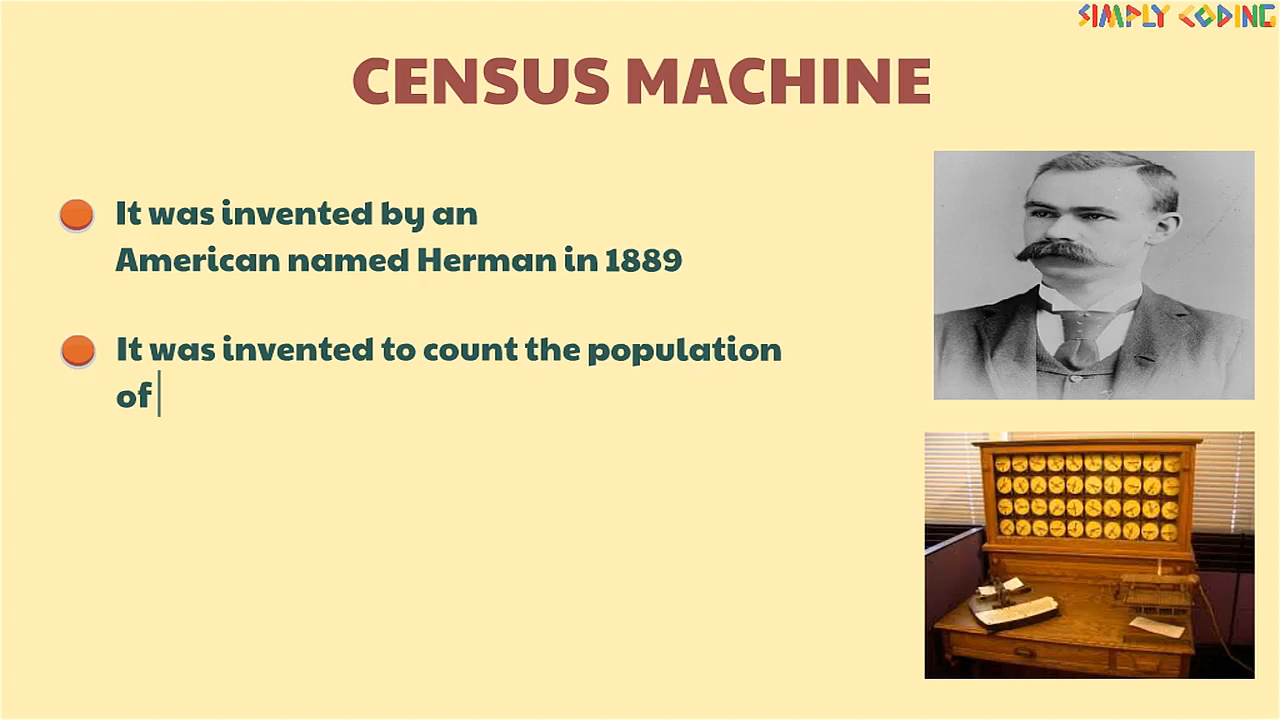 SIMPLY CODING
CENSUS MACHINE
It was invented by an
American named Herman in 1889
It was invented to count the population
of